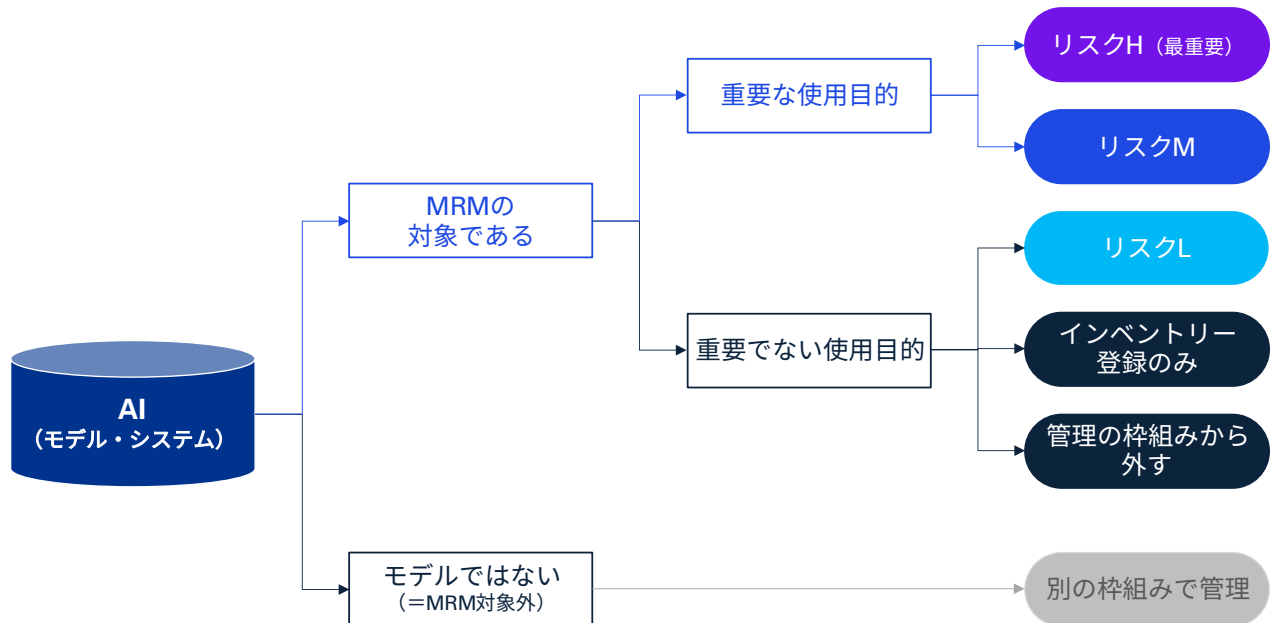 AI
（モデル・システム）
MRMの
対象である
モデルではない
（＝MRM対象外）
重要な使用目的
重要でない使用目的
リスクH（最重要）
リスクM
リスクL
インベントリー
登録のみ
管理の枠組みから
外す
別の枠組みで管理